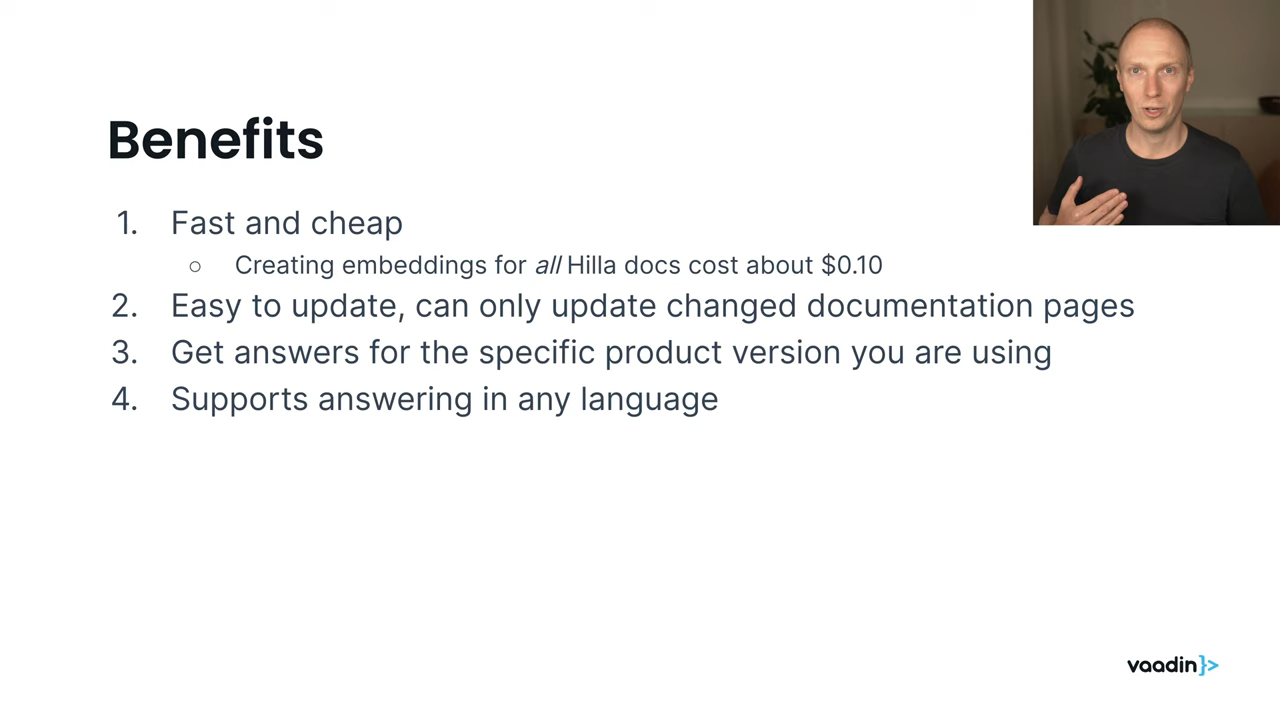 Benefits
1. Fast and cheap
○ Creating embeddings for all Hilla docs cost about $0.10
2. Easy to update, can only update changed documentation pages
3. Get answers for the specific product version you are using
4. Supports answering in any language
vaadin}>